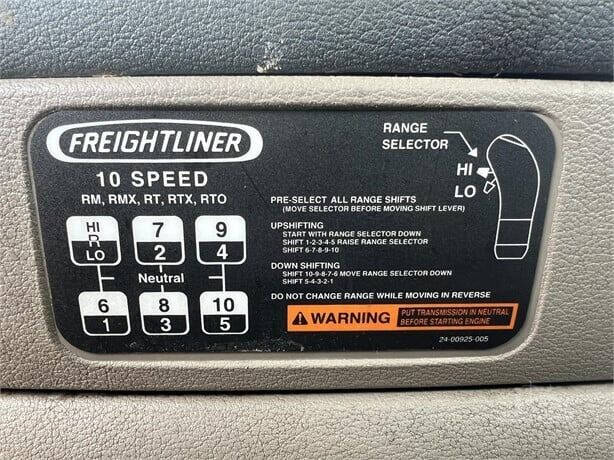 FREIGHTLINER
10 SPEED
RM, RMX, RT, RTX, RTO
HI
R
LO
7
2
9
4
Neutral
6
1
8
3
10
5
RANGE
SELECTOR
HI
LO
PRE-SELECT ALL RANGE SHIFTS
(MOVE SELECTOR BEFORE MOVING SHIFT LEVER)
UPSHIFTING
START WITH RANGE SELECTOR DOWN
SHIFT 1-2-3-4-5 RAISE RANGE SELECTOR
SHIFT 6-7-8-9-10
DOWN SHIFTING
SHIFT 10-9-8-7-6 MOVE RANGE SELECTOR DOWN
SHIFT 5-4-3-2-1
DO NOT CHANGE RANGE WHILE MOVING IN REVERSE
WARNING
PUT TRANSMISSION IN NEUTRAL
BEFORE STARTING ENGINE
24-00925-005